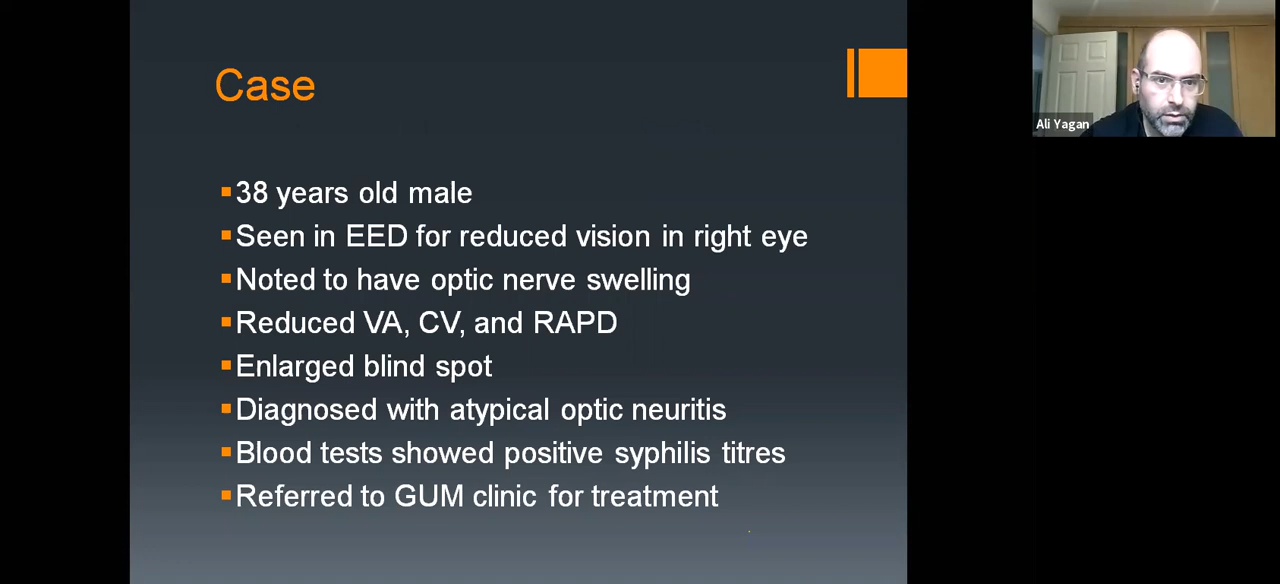 Case
38 years old male
Seen in EED for reduced vision in right eye
Noted to have optic nerve swelling
Reduced VA, CV, and RAPD
Enlarged blind spot
Diagnosed with atypical optic neuritis
Blood tests showed positive syphilis titres
Referred to GUM clinic for treatment
Ali Yagan